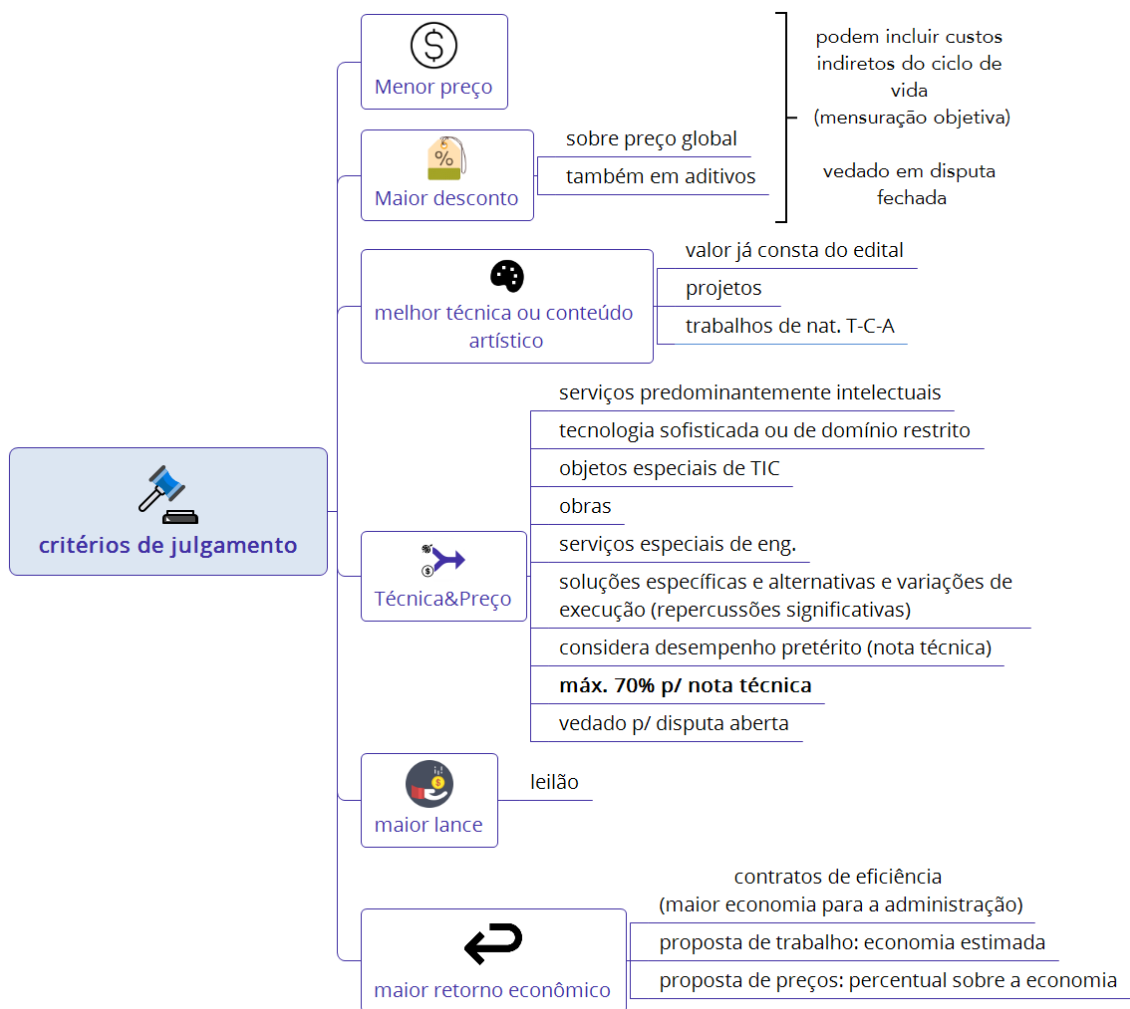 critérios de julgamento
Menor preço
Maior desconto
sobre preço global
também em aditivos
podem incluir custos
indiretos do ciclo de
vida
(mensuração objetiva)
vedado em disputa
fechada
melhor técnica ou conteúdo
artístico
valor já consta do edital
projetos
trabalhos de nat. T-C-A
Técnica&Preço
serviços predominantemente intelectuais
tecnologia sofisticada ou de domínio restrito
objetos especiais de TIC
obras
serviços especiais de eng.
soluções específicas e alternativas e variações de
execução (repercussões significativas)
considera desempenho pretérito (nota técnica)
máx. 70% p/ nota técnica
vedado p/ disputa aberta
maior lance
leilão
maior retorno econômico
contratos de eficiência
(maior economia para a administração)
proposta de trabalho: economia estimada
proposta de preços: percentual sobre a economia